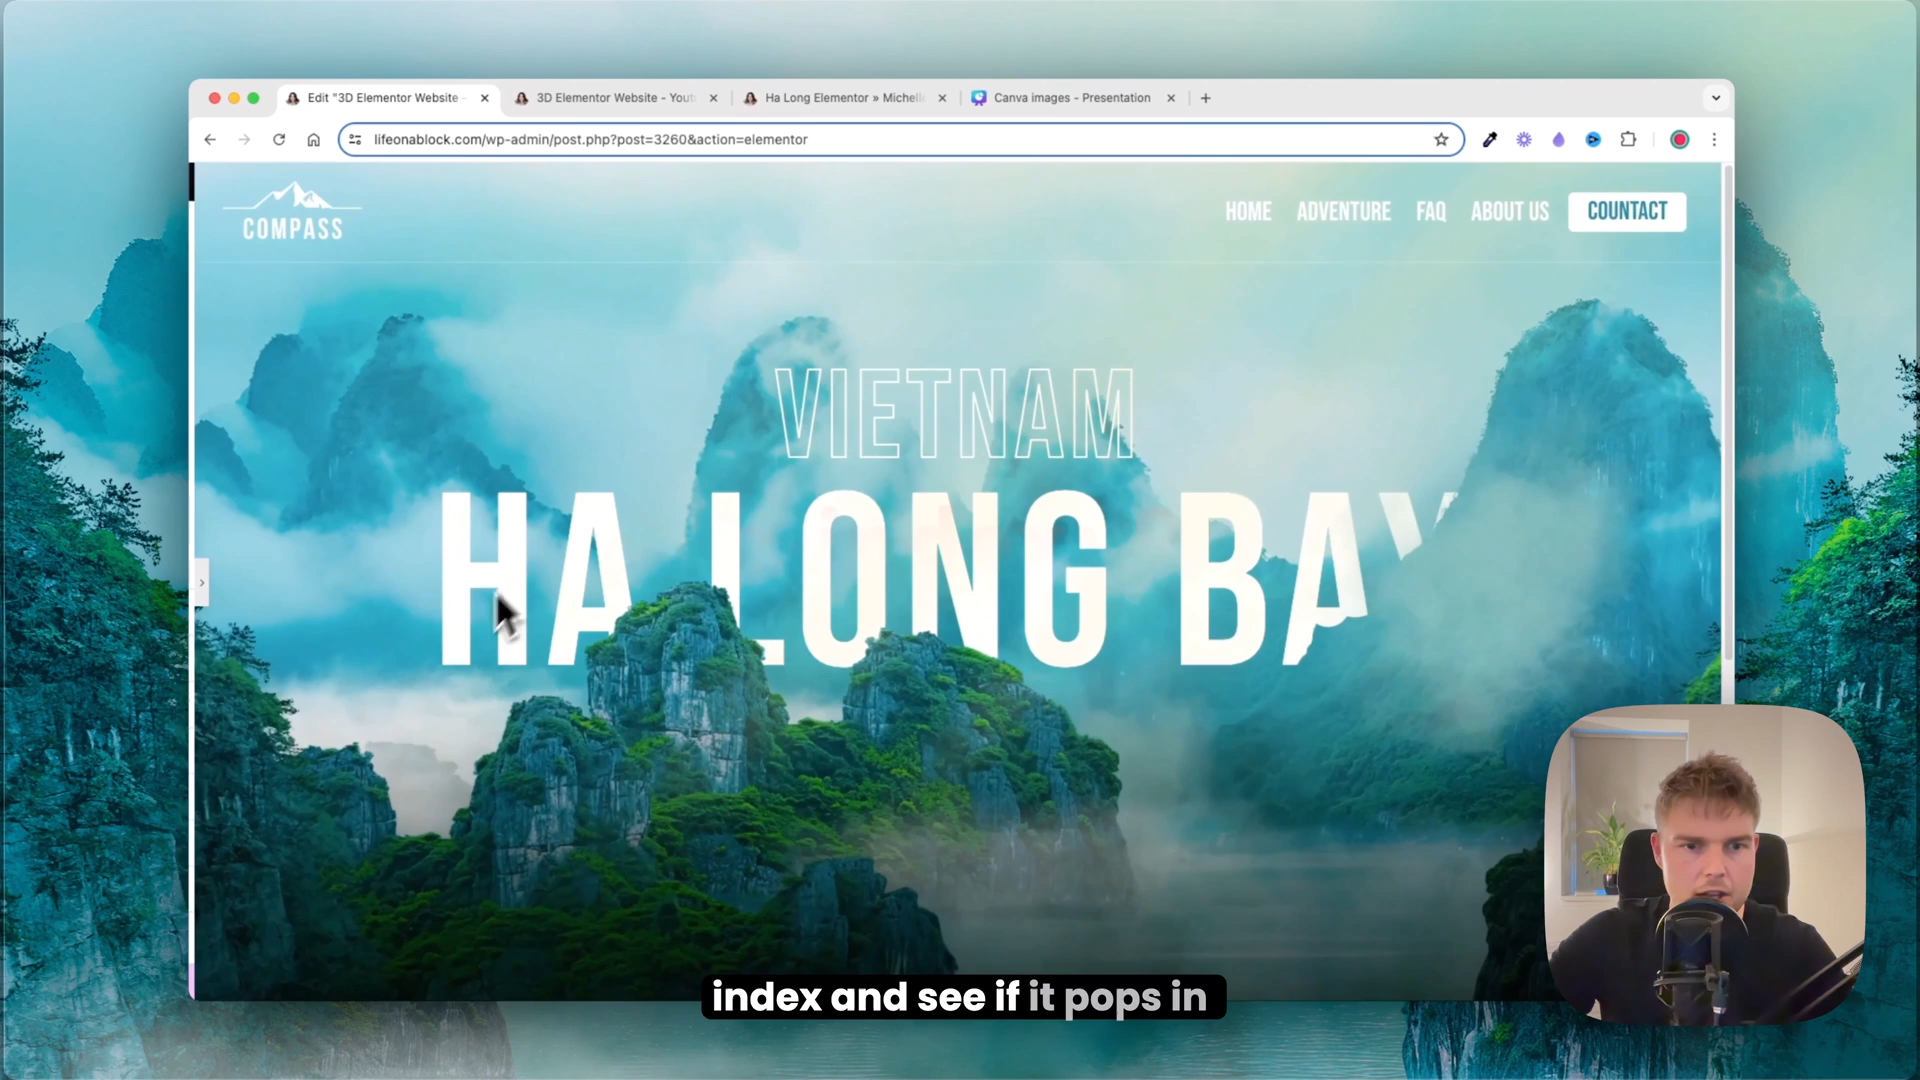 Edit "3D Elementor Website -
3D Elementor Website - Yout
Ha Long Elementor » Michell
Canva images - Presentation
lifeonablock.com/wp-admin/post.php?post=3260&action=elementor
COMPASS
HOME
ADVENTURE
FAQ
ABOUT US
COUNTACT
VIETNAM
HA LONG BAY
index and see if it pops in